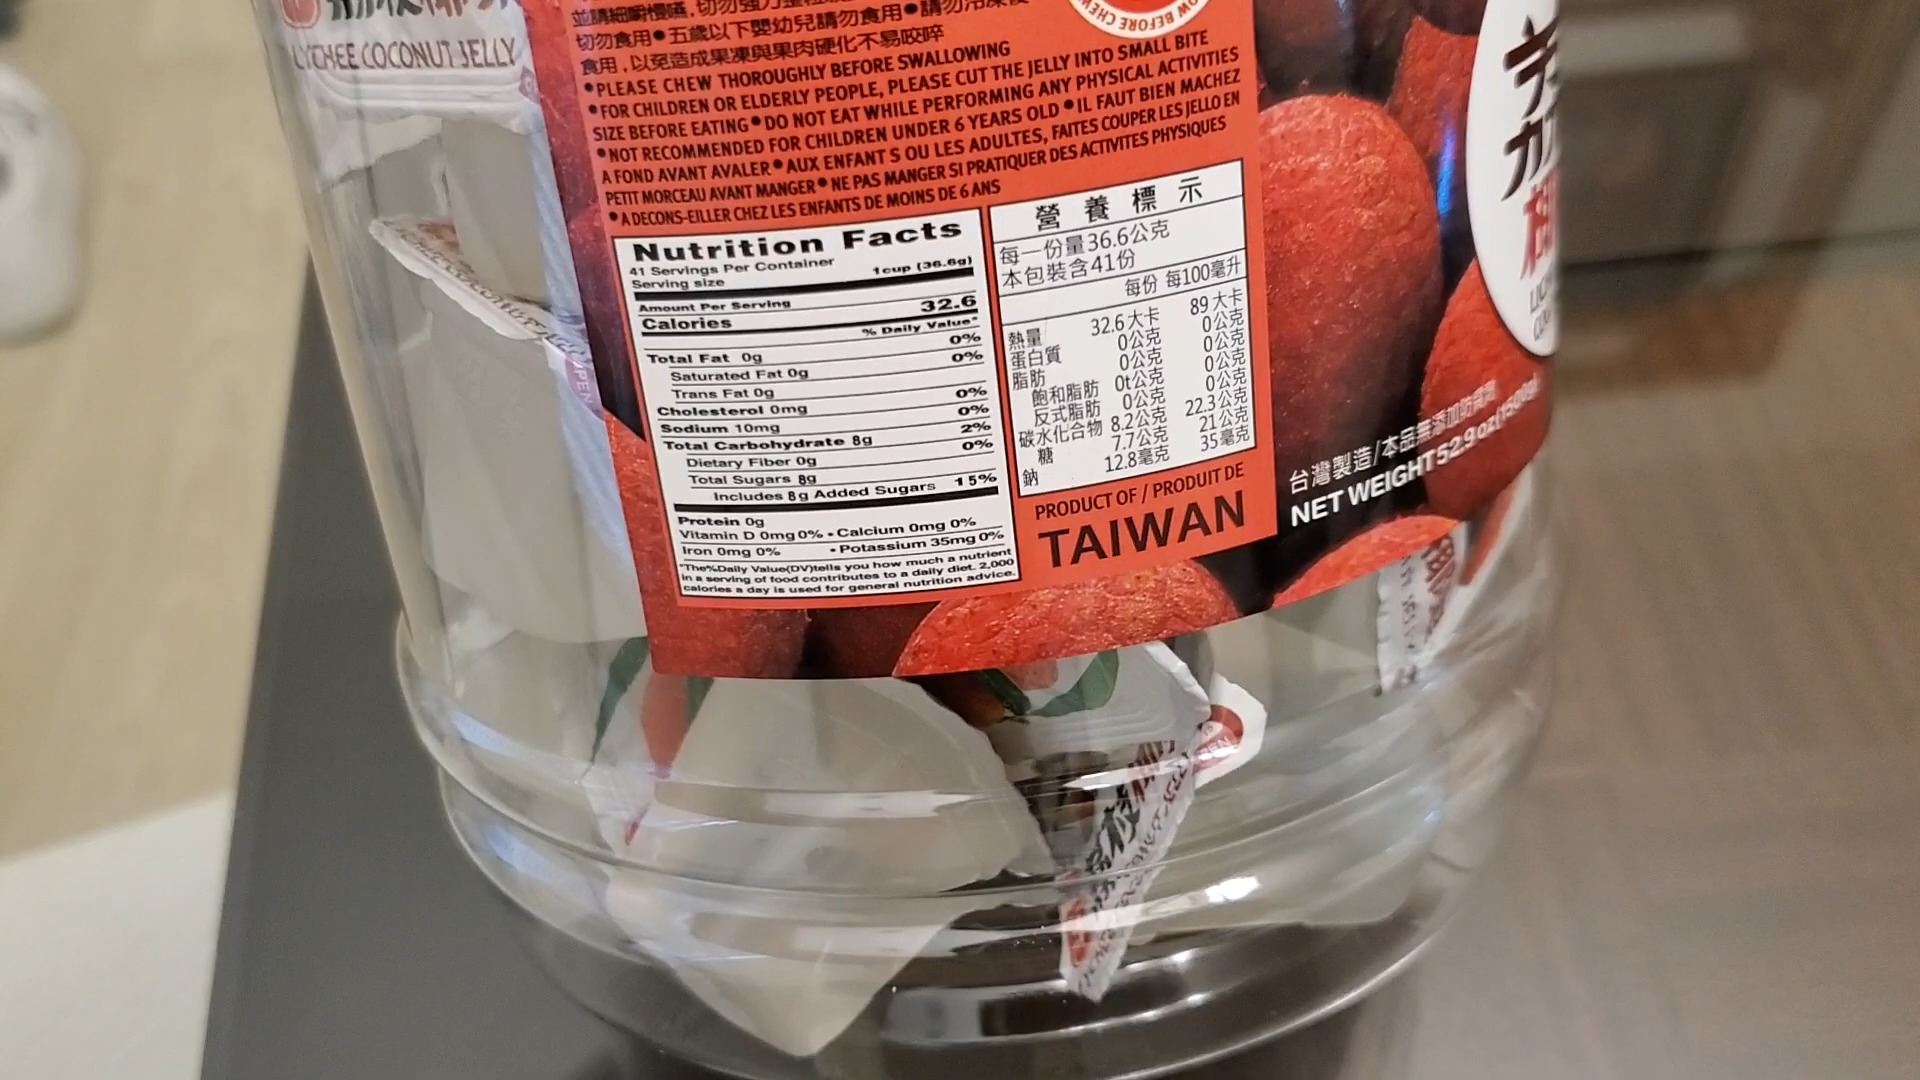 LYCHEE COCONUT JELLY
切勿食用●五歲以下嬰幼兒請勿食用●請勿冷凍後
食用，以免造成果凍與果肉硬化不易咬碎
●PLEASE CHEW THOROUGHLY BEFORE SWALLOWING
●FOR CHILDREN OR ELDERLY PEOPLE, PLEASE CUT THE JELLY INTO SMALL BITE
SIZE BEFORE EATING●DO NOT EAT WHILE PERFORMING ANY PHYSICAL ACTIVITIES
●NOT RECOMMENDED FOR CHILDREN UNDER 6 YEARS OLD●IL FAUT BIEN MACHEZ
A FOND AVANT AVALER●AUX ENFANT S OU LES ADULTES, FAITES COUPER LES JELLO EN
PETIT MORCEAU AVANT MANGER●NE PAS MANGER SI PRATIQUER DES ACTIVITES PHYSIQUES
●A DECONS-EILLER CHEZ LES ENFANTS DE MOINS DE 6 ANS
Nutrition Facts
41 Servings Per Container
Serving size 1cup (36.6g)
Amount Per Serving
Calories 32.6
% Daily Value*
Total Fat 0g 0%
Saturated Fat 0g 0%
Trans Fat 0g
Cholesterol 0mg 0%
Sodium 10mg 0%
Total Carbohydrate 8g 2%
Dietary Fiber 0g 0%
Total Sugars 8g
Includes 8g Added Sugars 15%
Protein 0g
Vitamin D 0mg 0% • Calcium 0mg 0%
Iron 0mg 0% • Potassium 35mg 0%
*The%Daily Value(DV)tells you how much a nutrient
in a serving of food contributes to a daily diet. 2,000
calories a day is used for general nutrition advice.
營養標示
每一份量36.6公克
本包裝含41份
每份 每100毫升
熱量 32.6大卡 89大卡
蛋白質 0公克 0公克
脂肪 0公克 0公克
飽和脂肪 0t公克 0公克
反式脂肪 0公克 0公克
碳水化合物 8.2公克 22.3公克
糖 7.7公克 21公克
鈉 12.8毫克 35毫克
PRODUCT OF / PRODUIT DE
TAIWAN
台灣製造/本品無添加防腐劑
NET WEIGHT 52.9oz(1500g)